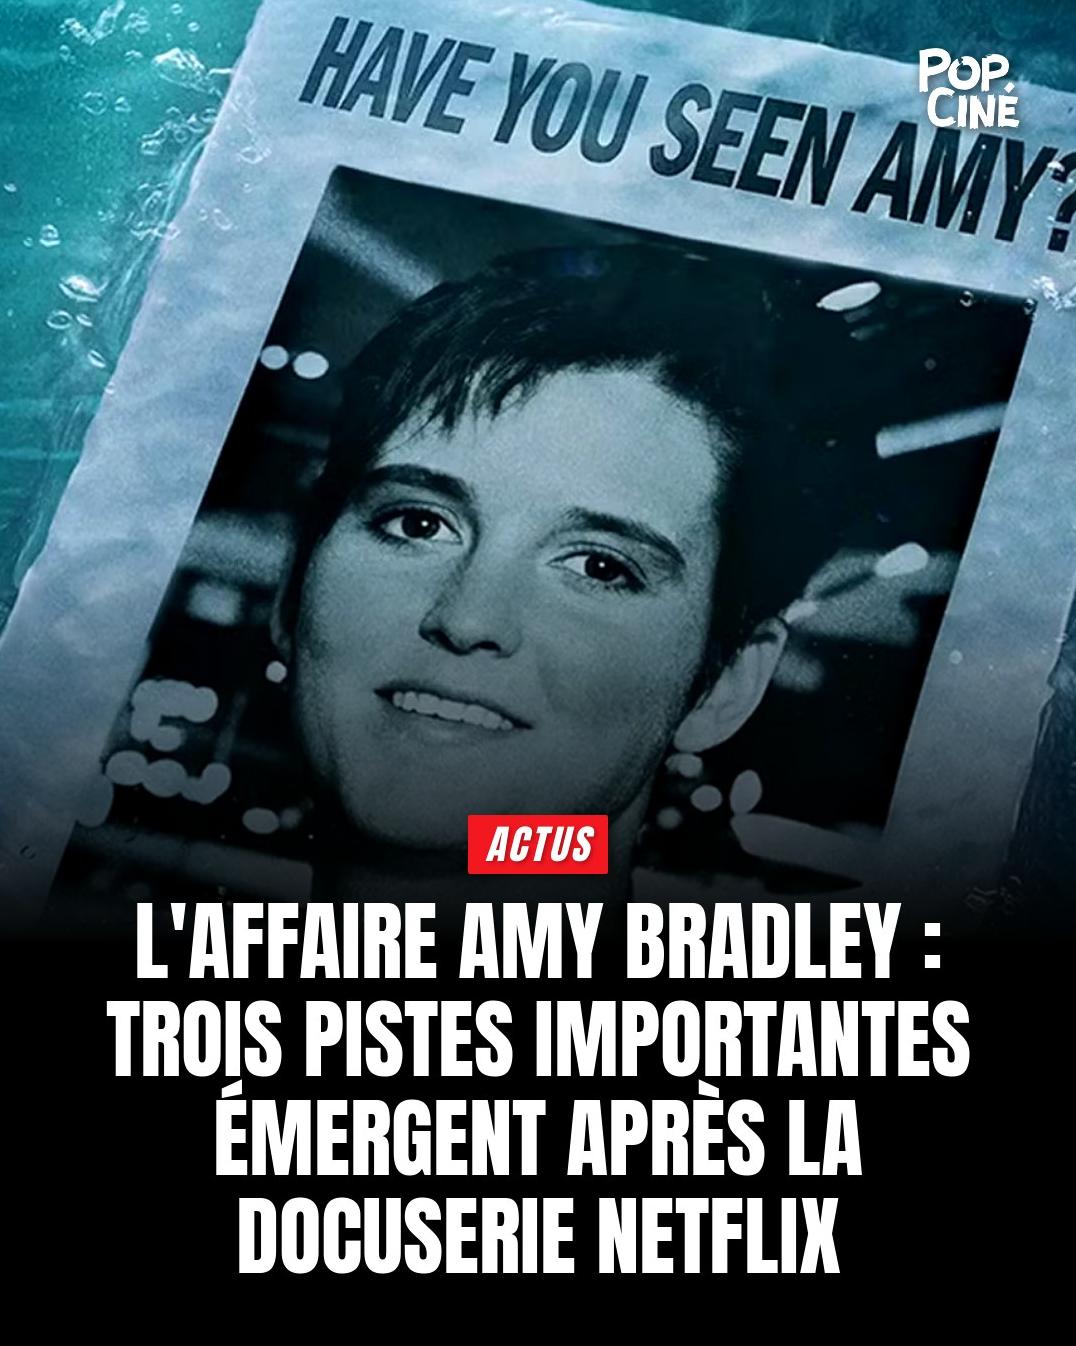 HAVE YOU SEEN AMY?
POP.
CINÉ
ACTUS
L'AFFAIRE AMY BRADLEY :
TROIS PISTES IMPORTANTES
ÉMERGENT APRÈS LA
DOCUSERIE NETFLIX